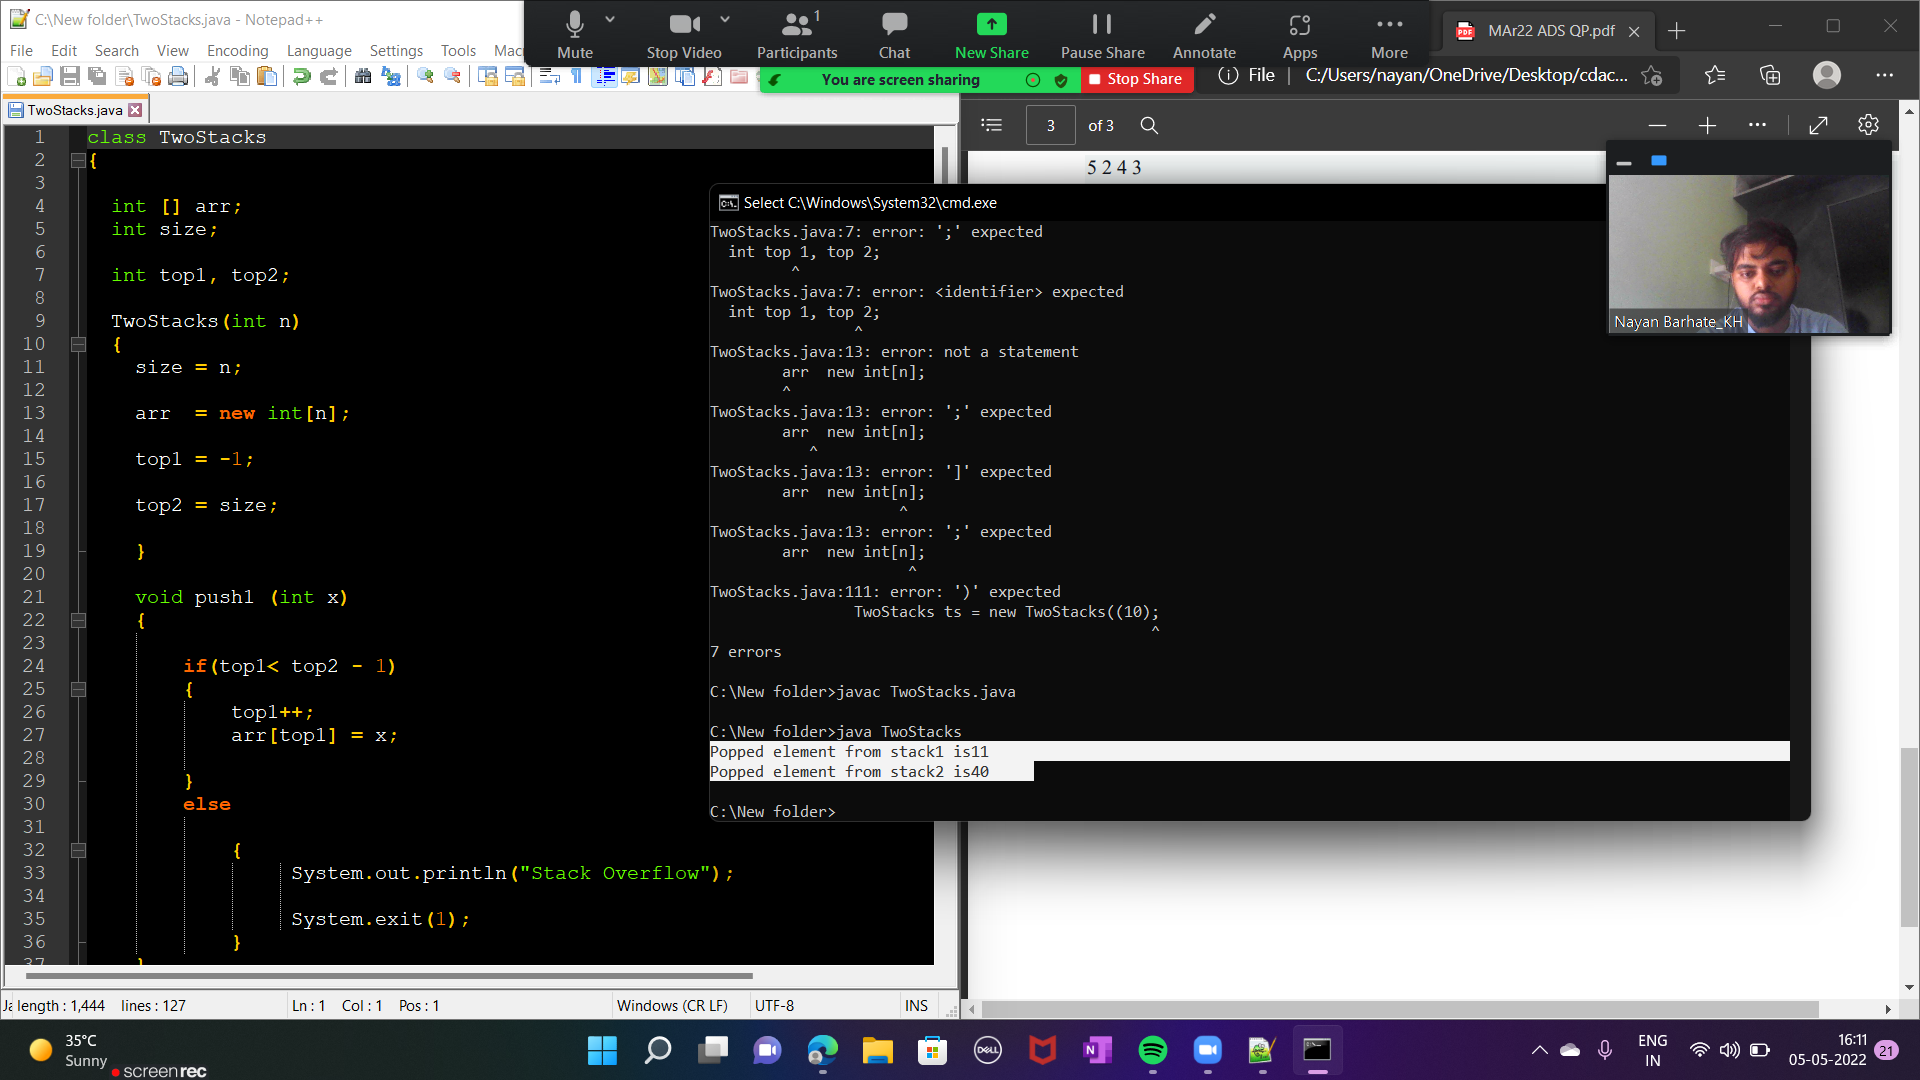 C:\New folder\TwoStacks.java - Notepad++
File Edit Search View Encoding Language Settings Tools
Mute
Stop Video
1
Participants
Chat
New Share
Pause Share
Annotate
Apps
More
You are screen sharing
Stop Share
MAr22 ADS QP.pdf
File
C:/Users/nayan/OneDrive/Desktop/cdac...
TwoStacks.java
3 of 3
5 2 4 3
1 class TwoStacks
2 {
3
4 int [] arr;
5 int size;
6
7 int top1, top2;
8
9 TwoStacks(int n)
10 {
11 size = n;
12
13 arr  = new int[n];
14
15 top1 = -1;
16
17 top2 = size;
18
19 }
20
21 void push1 (int x)
22 {
23
24 if(top1< top2 - 1)
25 {
26 top1++;
27 arr[top1] = x;
28
29 }
30 else
31
32 {
33 System.out.println("Stack Overflow");
34
35 System.exit(1);
36 }
37 }
Select C:\Windows\System32\cmd.exe
TwoStacks.java:7: error: ';' expected
int top 1, top 2;
^
TwoStacks.java:7: error: <identifier> expected
int top 1, top 2;
^
TwoStacks.java:13: error: not a statement
arr  new int[n];
^
TwoStacks.java:13: error: ';' expected
arr  new int[n];
^
TwoStacks.java:13: error: ']' expected
arr  new int[n];
^
TwoStacks.java:13: error: ';' expected
arr  new int[n];
^
TwoStacks.java:111: error: ')' expected
TwoStacks ts = new TwoStacks((10);
^
7 errors
C:\New folder>javac TwoStacks.java
C:\New folder>java TwoStacks
Popped element from stack1 is11
Popped element from stack2 is40
C:\New folder>
Nayan Barhate_KH
length : 1,444 lines : 127
Ln : 1 Col : 1 Pos : 1
Windows (CR LF)
UTF-8
INS
35°C
Sunny
screenrec
DELL
ENG
IN
16:11
05-05-2022
21